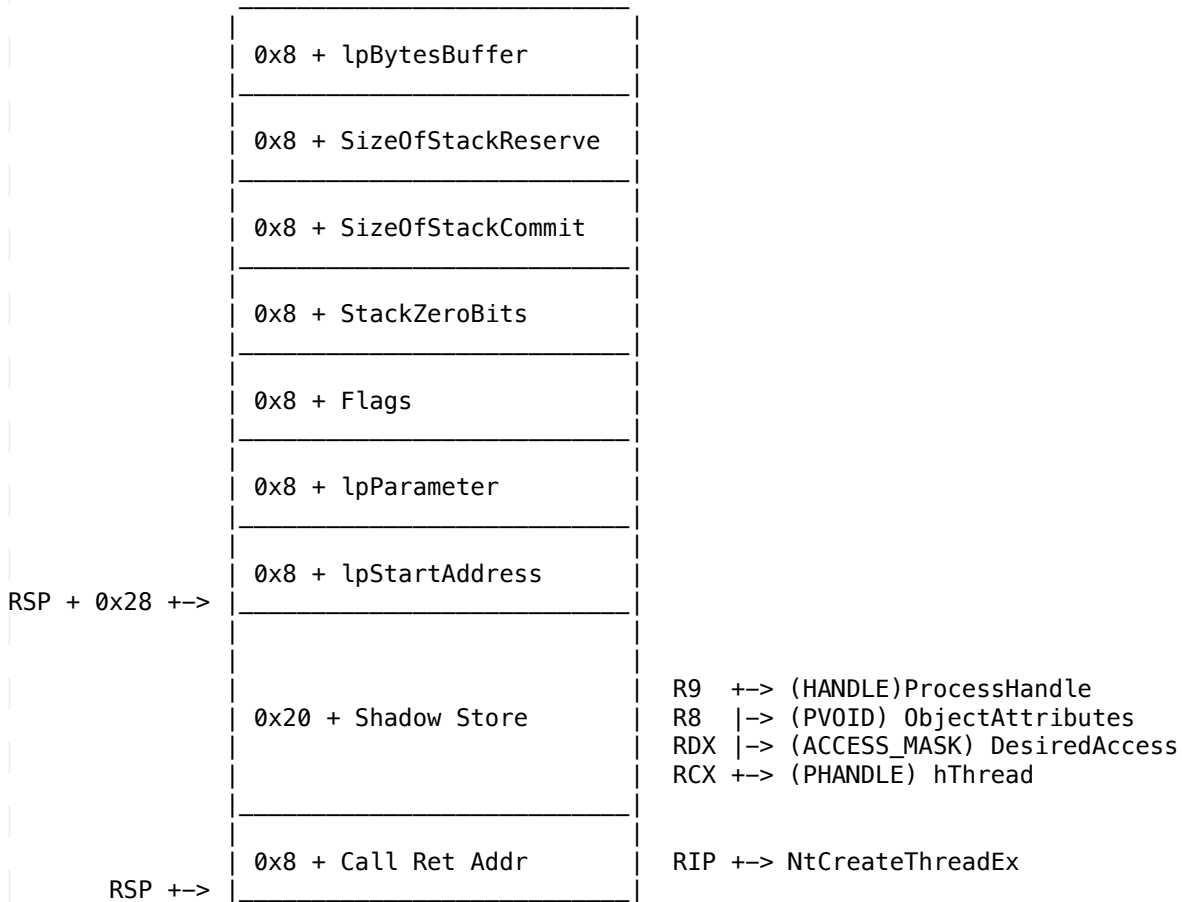 0x8 + lpBytesBuffer
0x8 + SizeOfStackReserve
0x8 + SizeOfStackCommit
0x8 + StackZeroBits
0x8 + Flags
0x8 + lpParameter
0x8 + lpStartAddress
RSP + 0x28 +->
R9 +-> (HANDLE)ProcessHandle
0x20 + Shadow Store R8 |-> (PVOID) ObjectAttributes
RDX |-> (ACCESS_MASK) DesiredAccess
RCX +-> (PHANDLE) hThread
0x8 + Call Ret Addr RIP +-> NtCreateThreadEx
RSP +->